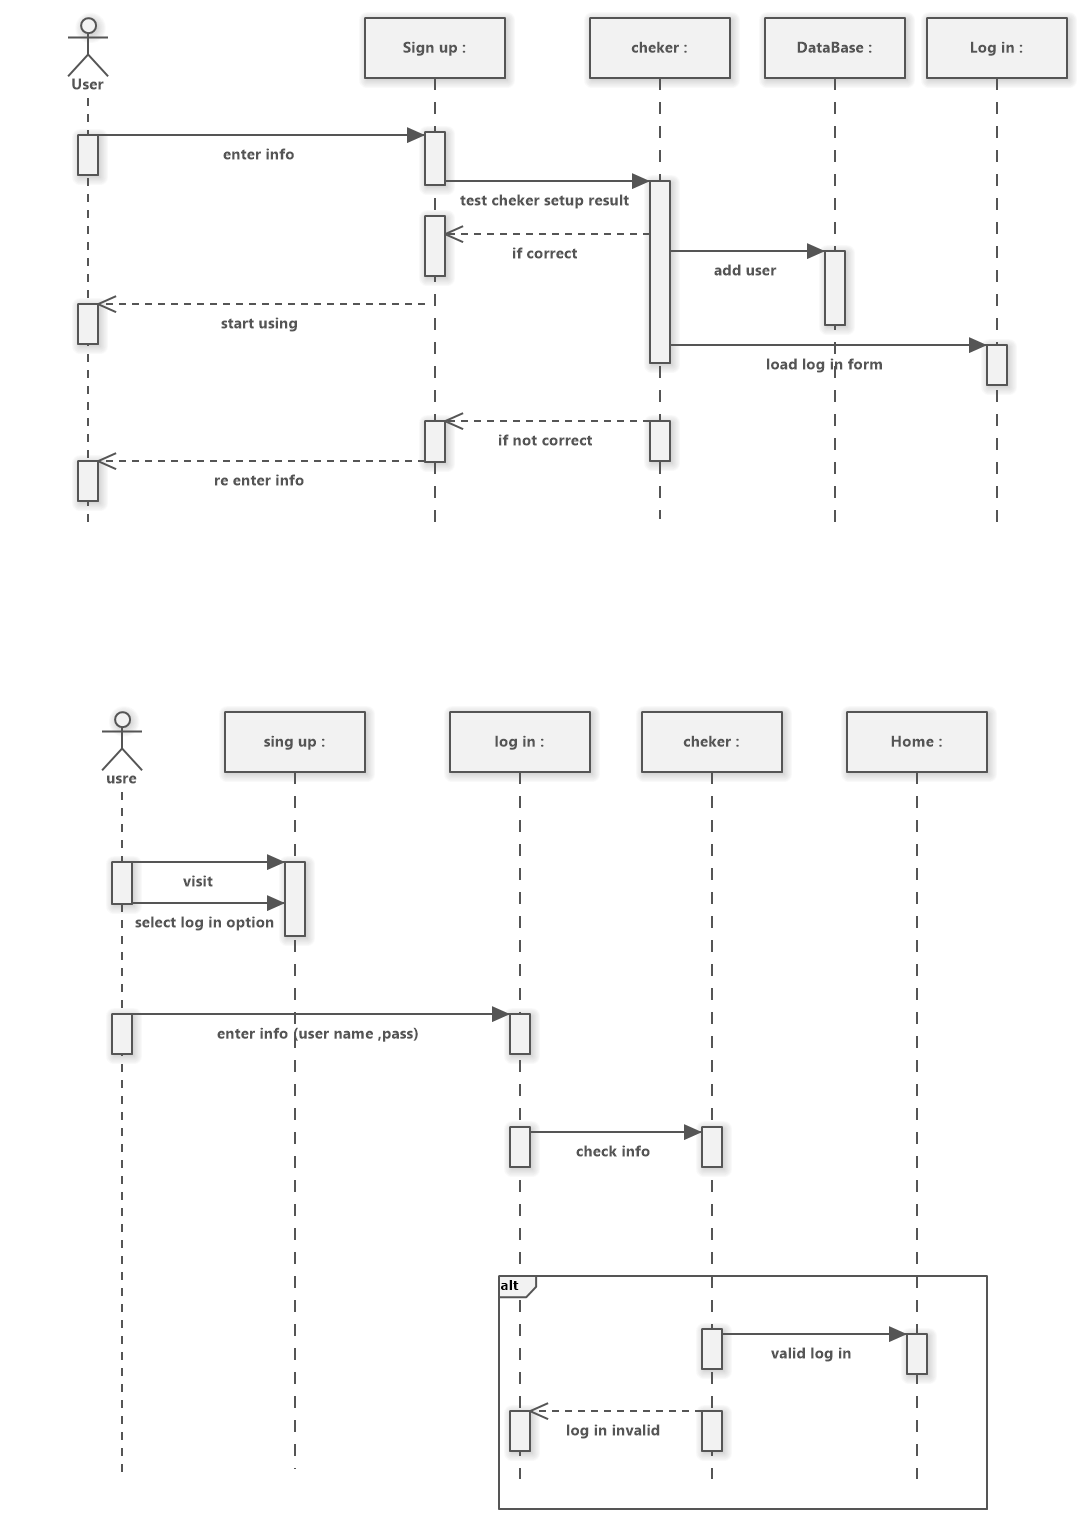 User
Sign up :
cheker :
DataBase :
Log in :
enter info
test cheker setup result
if correct
add user
start using
load log in form
if not correct
re enter info
usre
sing up :
log in :
cheker :
Home :
visit
select log in option
enter info (user name ,pass)
check info
alt
valid log in
log in invalid